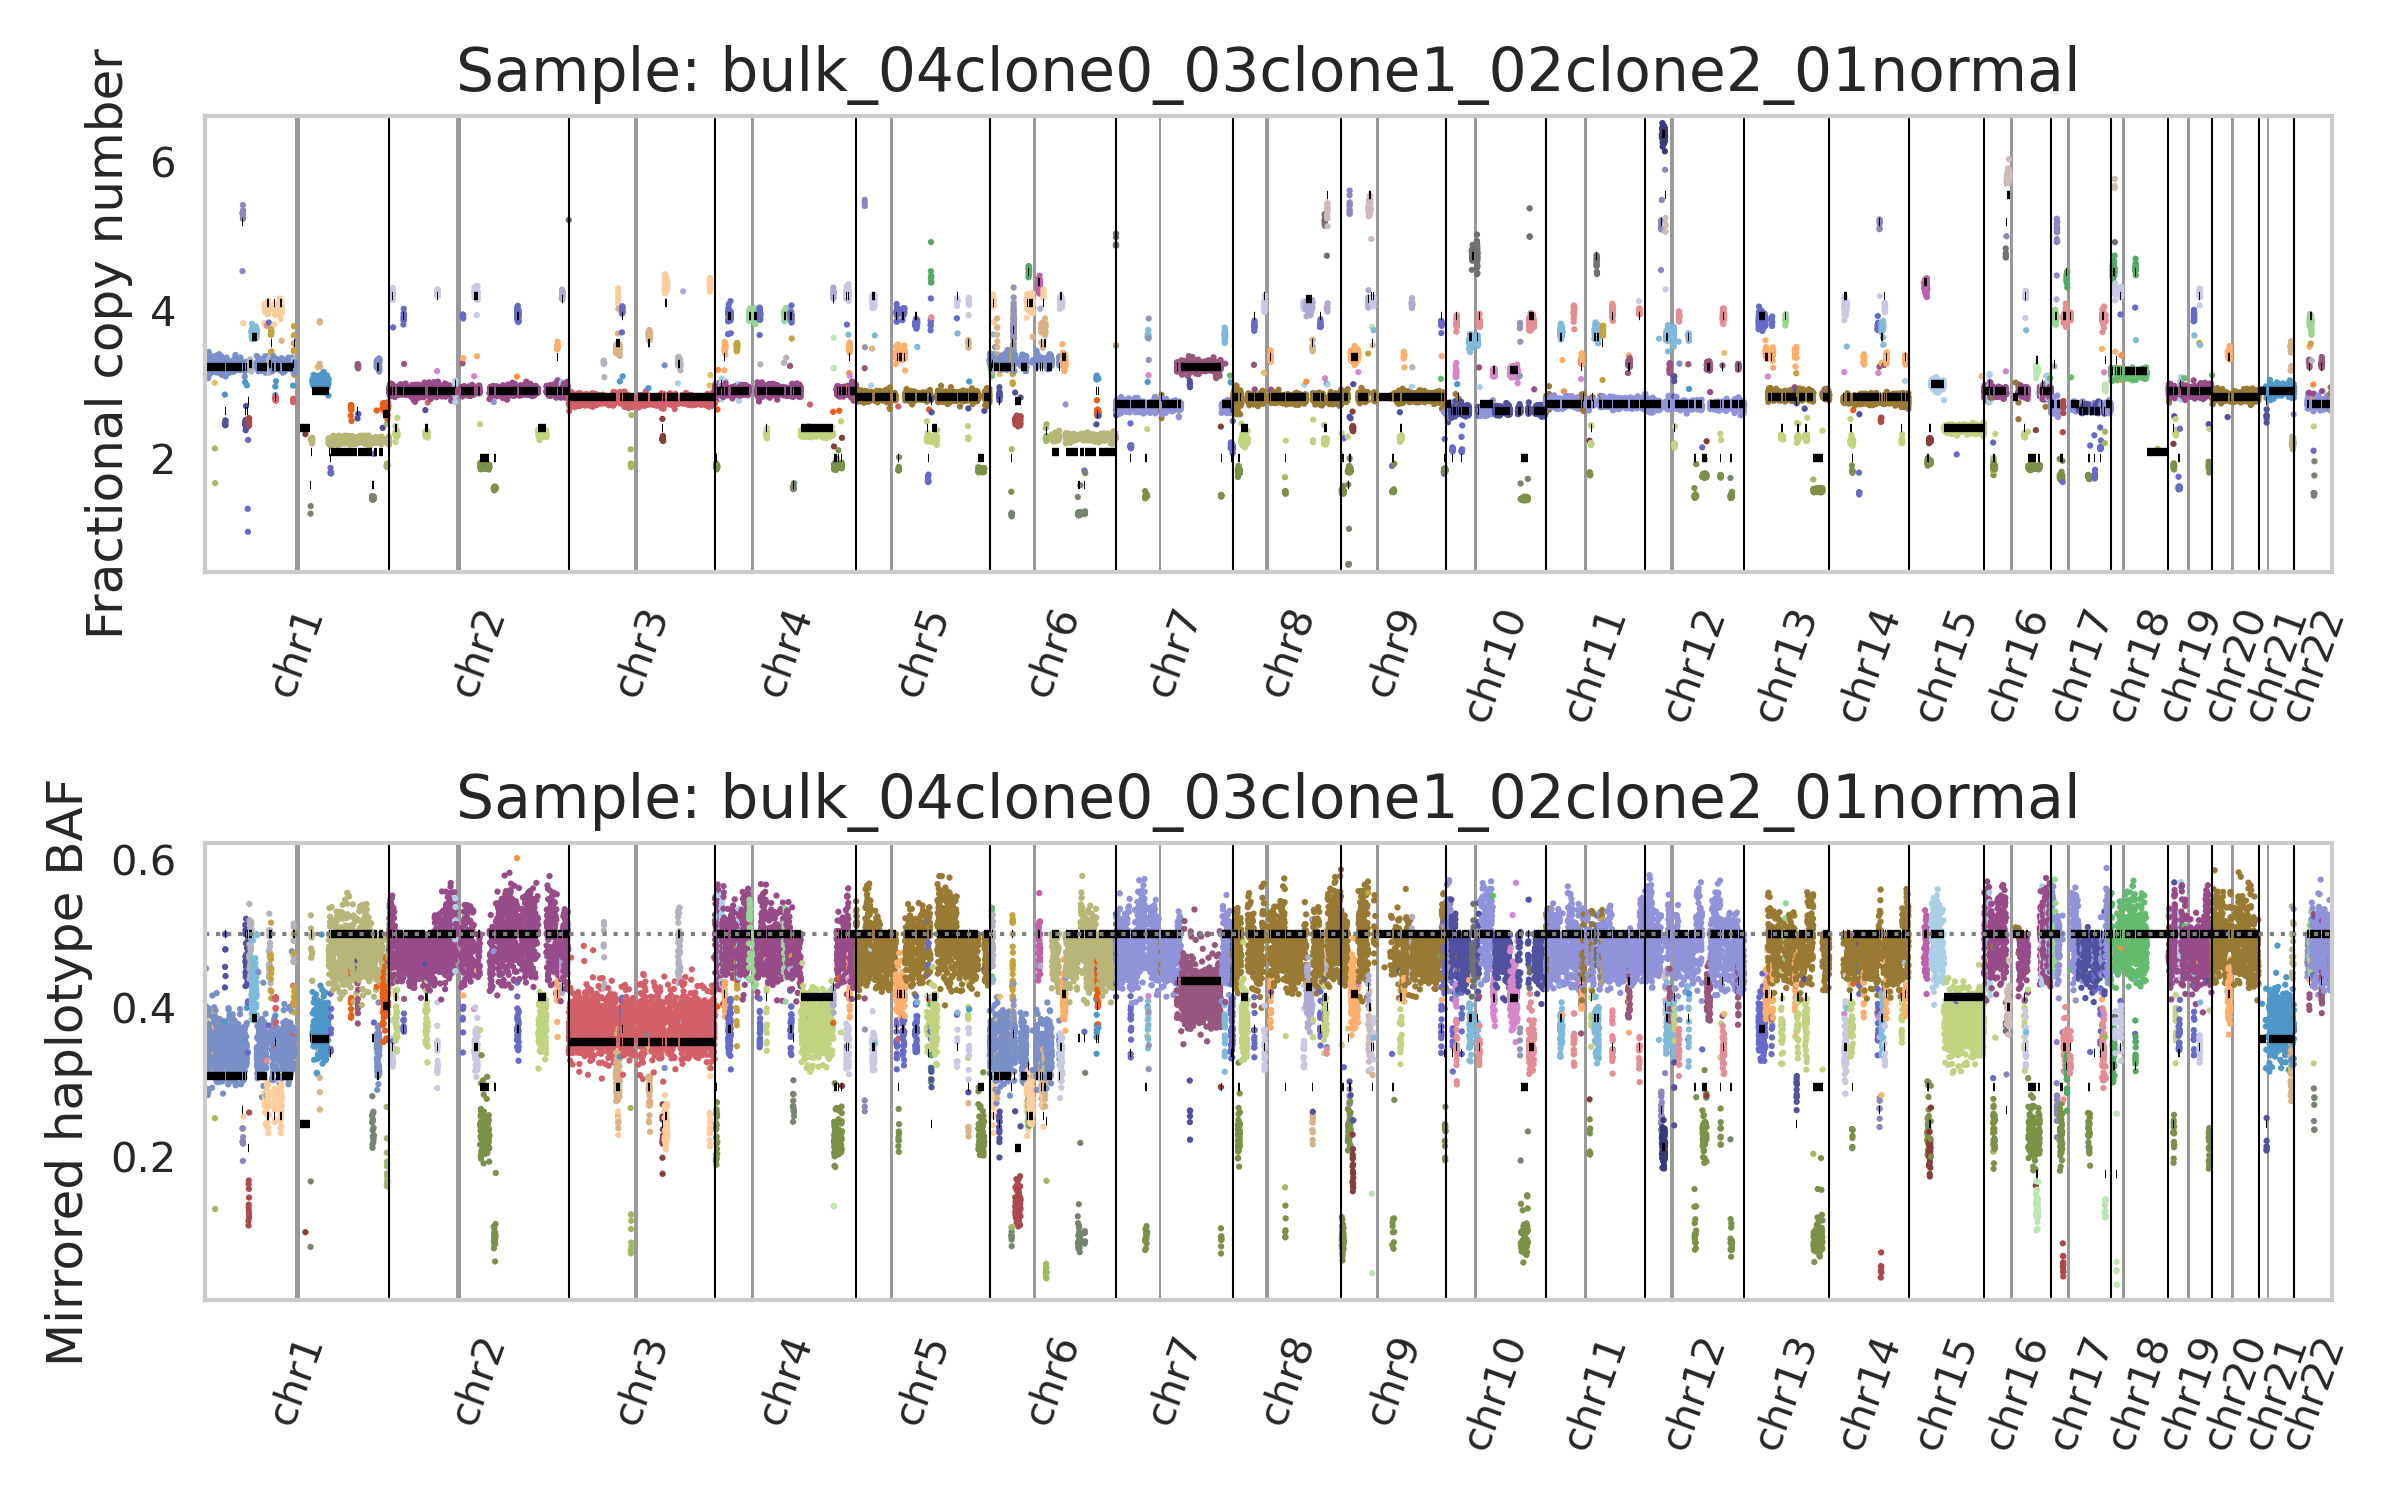 Sample: bulk_04clone0_03clone1_02clone2_01normal
Fractional copy number
6
4
2
chr1 chr2 chr3 chr4 chr5 chr6 chr7 chr8 chr9 chr10 chr11 chr12 chr13 chr14 chr15 chr16 chr17 chr18 chr19 chr20 chr21 chr22
Sample: bulk_04clone0_03clone1_02clone2_01normal
Mirrored haplotype BAF
0.6
0.4
0.2
chr1 chr2 chr3 chr4 chr5 chr6 chr7 chr8 chr9 chr10 chr11 chr12 chr13 chr14 chr15 chr16 chr17 chr18 chr19 chr20 chr21 chr22